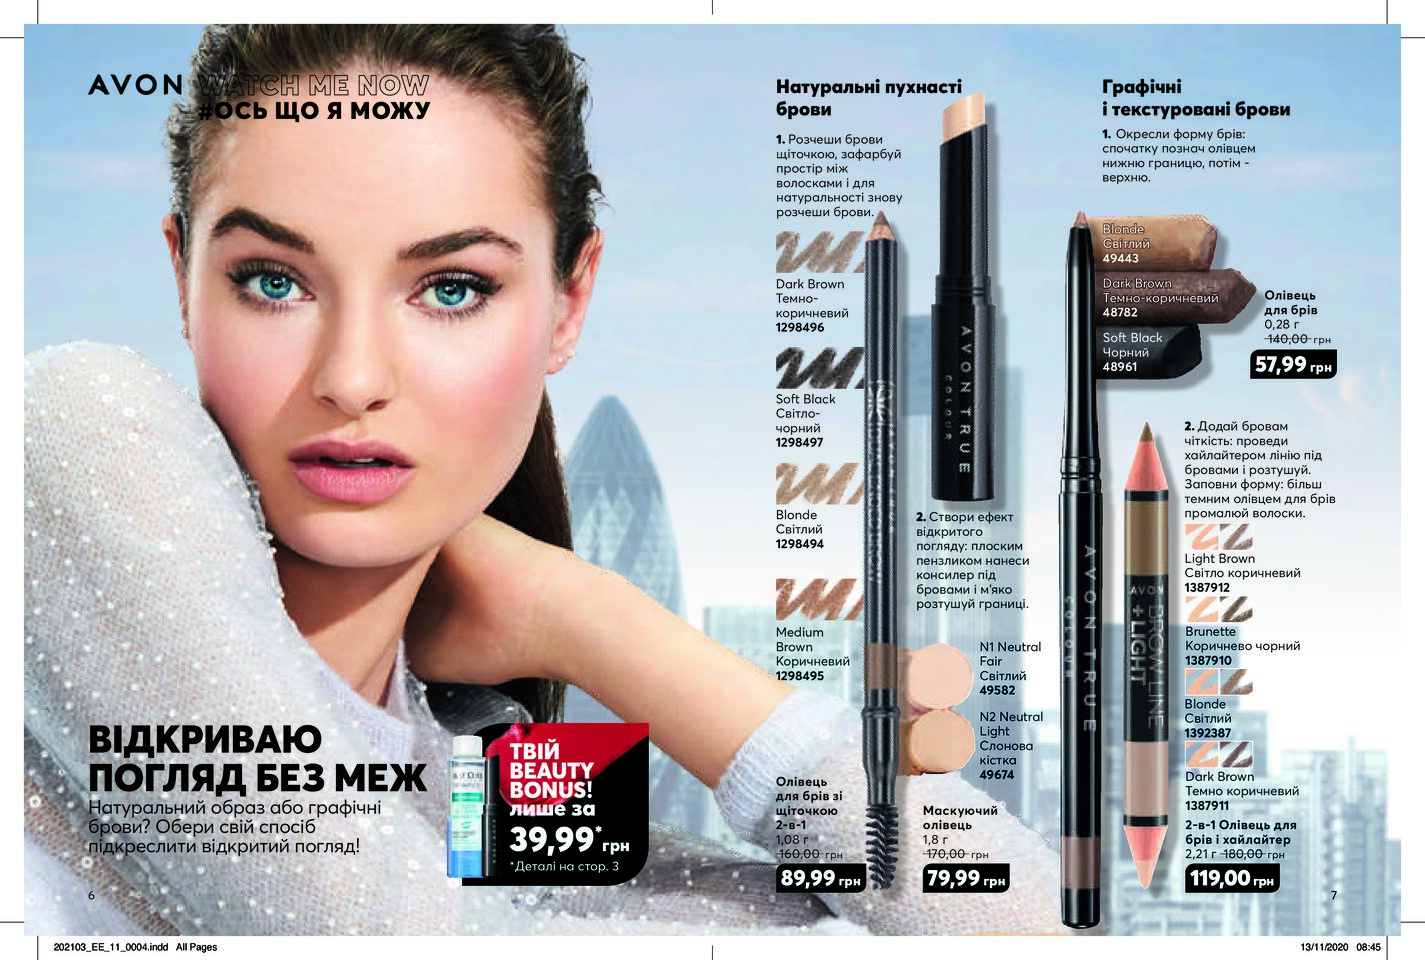 AVON WATCH ME NOW
#ОСЬ ЩО Я МОЖУ
ВІДКРИВАЮ
ПОГЛЯД БЕЗ МЕЖ
Натуральний образ або графічні
брови? Обери свій спосіб
підкреслити відкритий погляд!
AVON
ТВІЙ
BEAUTY
BONUS!
лише за
39,99* грн
*Деталі на стор. 3
6
Натуральні пухнасті
брови
1. Розчеши брови
щіточкою, зафарбуй
простір між
волосками і для
натуральності знову
розчеши брови.
Dark Brown
Темно-
коричневий
1298496
Soft Black
Світло-
чорний
1298497
Blonde
Світлий
1298494
Medium
Brown
Коричневий
1298495
Олівець
для брів зі
щіточкою
2-в-1
1,08 г
160,00 грн
89,99 грн
AVON TRUE
COLOUR
2. Створи ефект
відкритого
погляду: плоским
пензликом нанеси
консилер під
бровами і м'яко
розтушуй границі.
N1 Neutral
Fair
Світлий
49582
N2 Neutral
Light
Слонова
кістка
49674
Маскуючий
олівець
1,8 г
170,00 грн
79,99 грн
Графічні
і текстуровані брови
1. Окресли форму брів:
спочатку познач олівцем
нижню границю, потім -
верхню.
Blonde
Світлий
49443
Dark Brown
Темно-коричневий
48782
Soft Black
Чорний
48961
Олівець
для брів
0,28 г
140,00 грн
57,99 грн
AVON TRUE
COLOUR
2. Додай бровам
чіткість: проведи
хайлайтером лінію під
бровами і розтушуй.
Заповни форму: більш
темним олівцем для брів
промалюй волоски.
AVON
BROW LINE
+ LIGHT
Light Brown
Світло коричневий
1387912
Brunette
Коричнево чорний
1387910
Blonde
Світлий
1392387
Dark Brown
Темно коричневий
1387911
2-в-1 Олівець для
брів і хайлайтер
2,21 г 180,00 грн
119,00 грн
7
202103_EE_11_0004.indd All Pages
13/11/2020 08:45